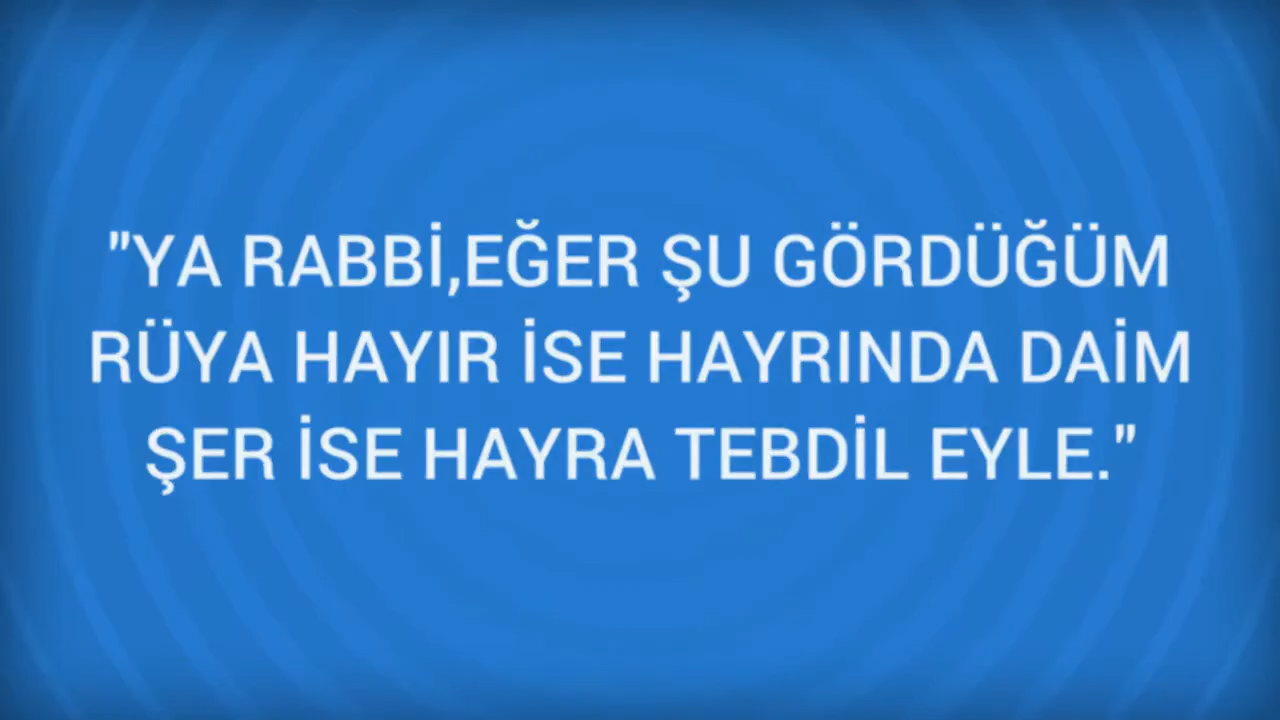 "YA RABBİ,EĞER ŞU GÖRDÜĞÜM
RÜYA HAYIR İSE HAYRINDA DAİM
ŞER İSE HAYRA TEBDİL EYLE."